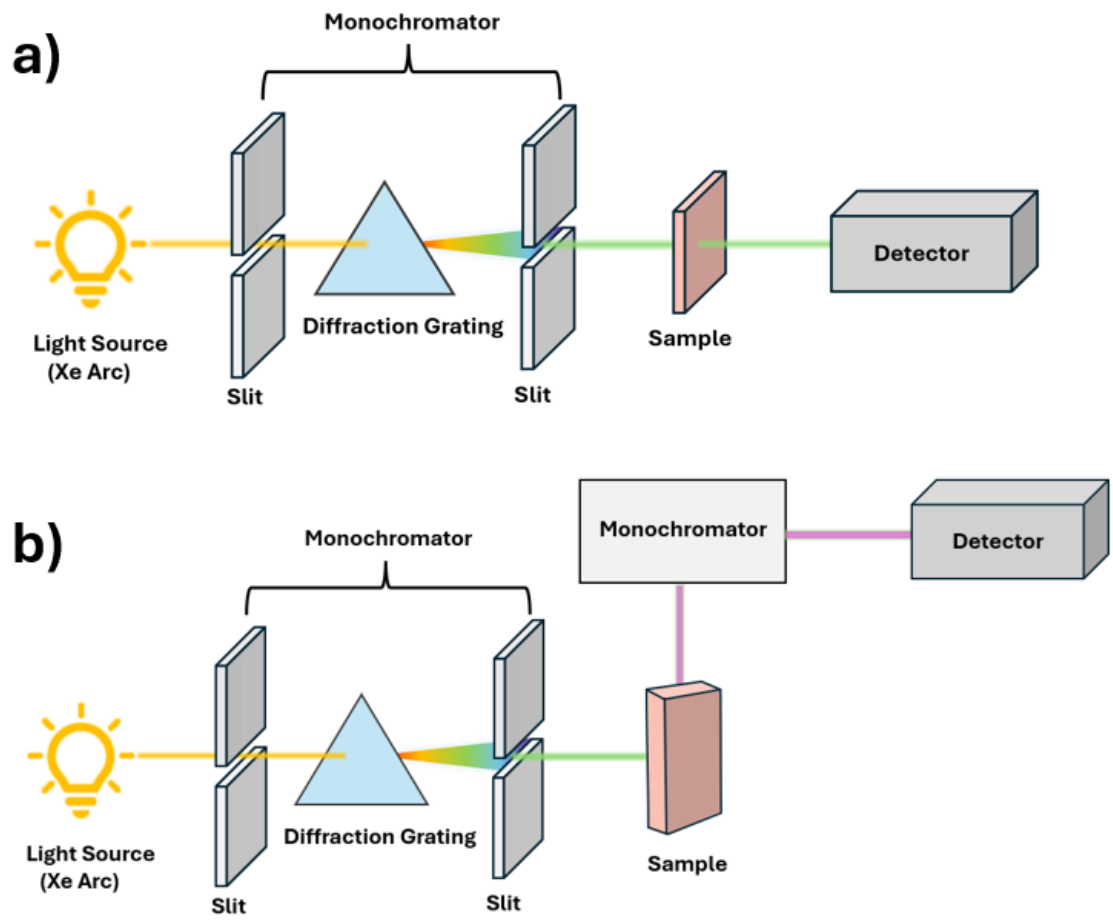 a)
Monochromator
Light Source
(Xe Arc)
Slit
Diffraction Grating
Slit
Sample
Detector
b)
Monochromator
Light Source
(Xe Arc)
Slit
Diffraction Grating
Slit
Sample
Monochromator
Detector